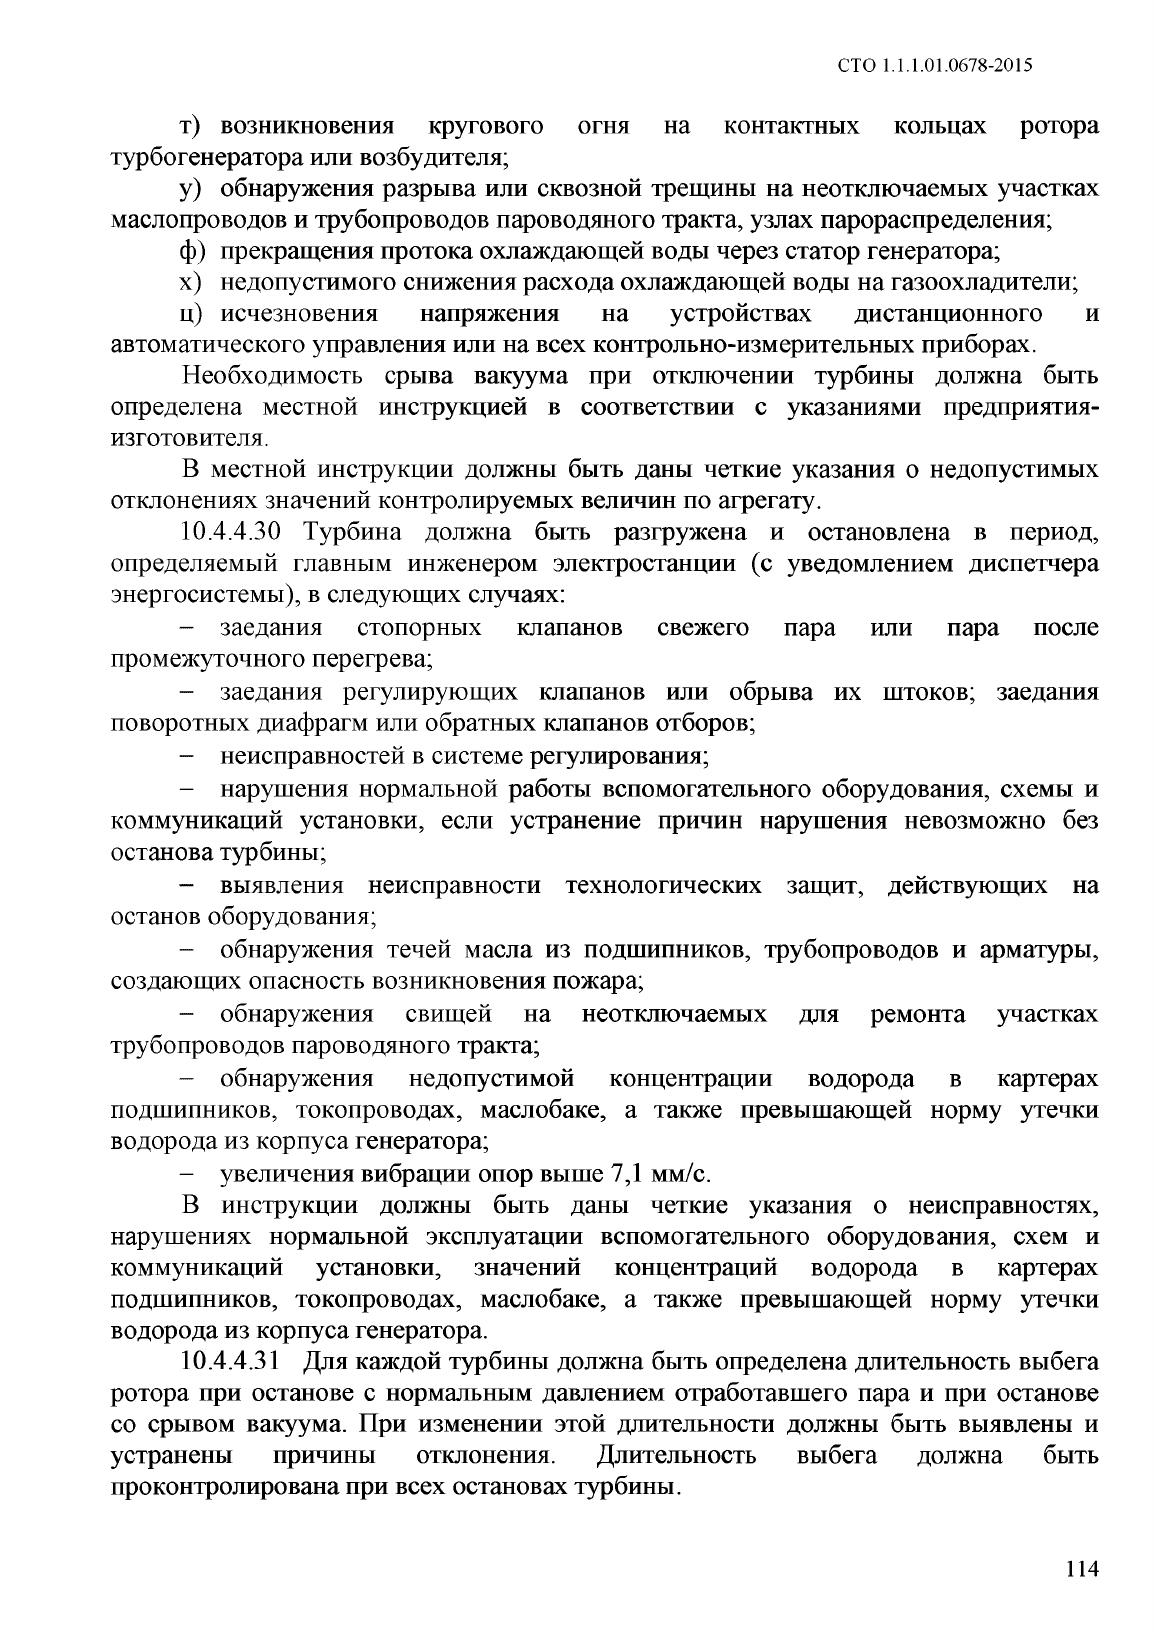 СТО 1.1.1.01.0678-2015
т) возникновения кругового огня на контактных кольцах ротора
турбогенератора или возбудителя;
у) обнаружения разрыва или сквозной трещины на неотключаемых участках
маслопроводов и трубопроводов пароводяного тракта, узлах парораспределения;
ф) прекращения протока охлаждающей воды через статор генератора;
х) недопустимого снижения расхода охлаждающей воды на газоохладители;
ц) исчезновения напряжения на устройствах дистанционного и
автоматического управления или на всех контрольно-измерительных приборах.
Необходимость срыва вакуума при отключении турбины должна быть
определена местной инструкцией в соответствии с указаниями предприятия-
изготовителя.
В местной инструкции должны быть даны четкие указания о недопустимых
отклонениях значений контролируемых величин по агрегату.
10.4.4.30 Турбина должна быть разгружена и остановлена в период,
определяемый главным инженером электростанции (с уведомлением диспетчера
энергосистемы), в следующих случаях:
– заедания стопорных клапанов свежего пара или пара после
промежуточного перегрева;
– заедания регулирующих клапанов или обрыва их штоков; заедания
поворотных диафрагм или обратных клапанов отборов;
– неисправностей в системе регулирования;
– нарушения нормальной работы вспомогательного оборудования, схемы и
коммуникаций установки, если устранение причин нарушения невозможно без
останова турбины;
– выявления неисправности технологических защит, действующих на
останов оборудования;
– обнаружения течей масла из подшипников, трубопроводов и арматуры,
создающих опасность возникновения пожара;
– обнаружения свищей на неотключаемых для ремонта участках
трубопроводов пароводяного тракта;
– обнаружения недопустимой концентрации водорода в картерах
подшипников, токопроводах, маслобаке, а также превышающей норму утечки
водорода из корпуса генератора;
– увеличения вибрации опор выше 7,1 мм/с.
В инструкции должны быть даны четкие указания о неисправностях,
нарушениях нормальной эксплуатации вспомогательного оборудования, схем и
коммуникаций установки, значений концентраций водорода в картерах
подшипников, токопроводах, маслобаке, а также превышающей норму утечки
водорода из корпуса генератора.
10.4.4.31 Для каждой турбины должна быть определена длительность выбега
ротора при останове с нормальным давлением отработавшего пара и при останове
со срывом вакуума. При изменении этой длительности должны быть выявлены и
устранены причины отклонения. Длительность выбега должна быть
проконтролирована при всех остановах турбины.
114